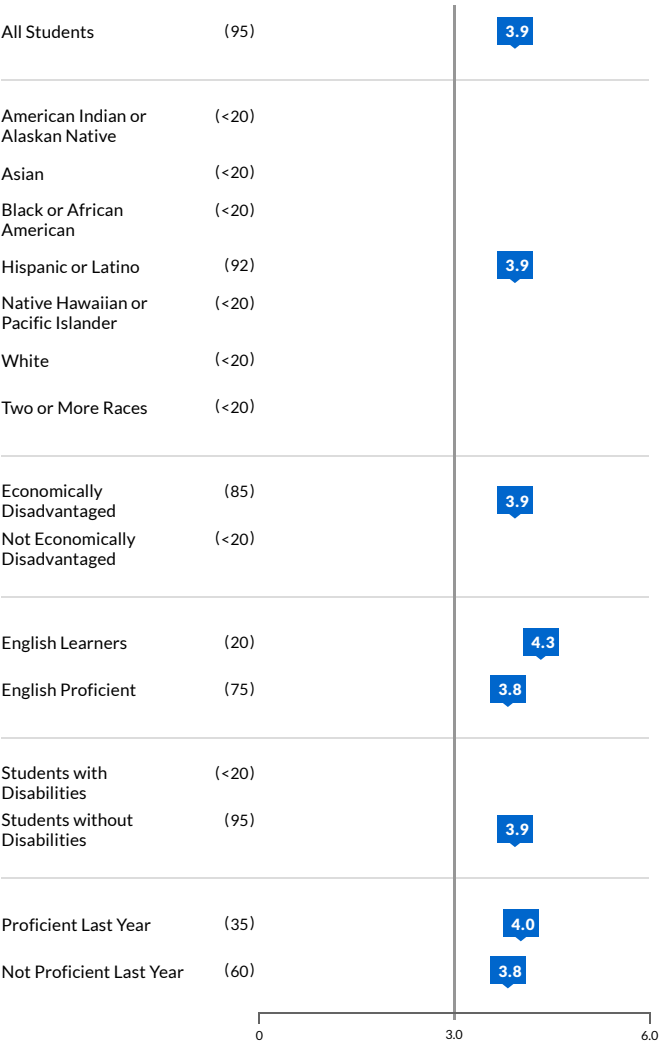 All Students (95) 3.9
American Indian or (<20)
Alaskan Native
Asian (<20)
Black or African (<20)
American
Hispanic or Latino (92) 3.9
Native Hawaiian or (<20)
Pacific Islander
White (<20)
Two or More Races (<20)
Economically (85) 3.9
Disadvantaged
Not Economically (<20)
Disadvantaged
English Learners (20) 4.3
English Proficient (75) 3.8
Students with (<20)
Disabilities
Students without (95) 3.9
Disabilities
Proficient Last Year (35) 4.0
Not Proficient Last Year (60) 3.8
0 3.0 6.0